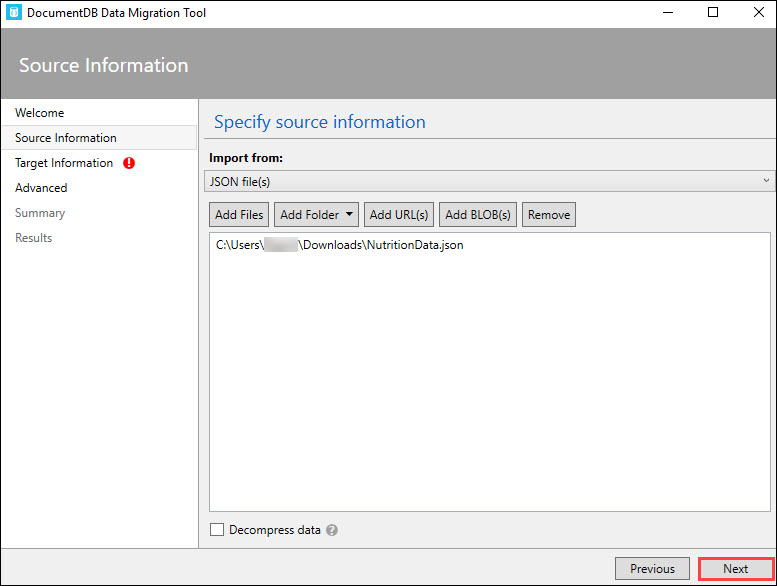 DocumentDB Data Migration Tool
Source Information
Welcome
Source Information
Target Information
Advanced
Summary
Results
Specify source information
Import from:
JSON file(s)
Add Files Add Folder Add URL(s) Add BLOB(s) Remove
C:\Users\ \Downloads\NutritionData.json
Decompress data ?
Previous Next